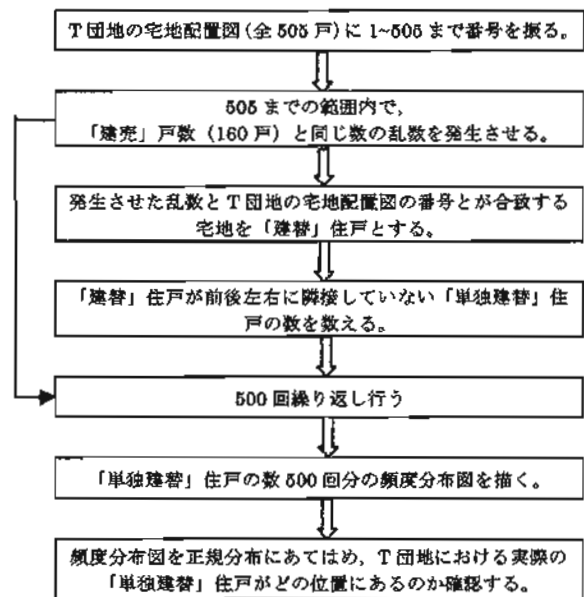 T団地の宅地配置図(全505戸)に1~505まで番号を振る。
505までの範囲内で,
「建売」戸数(160戸)と同じ数の乱数を発生させる。
発生させた乱数とT団地の宅地配置図の番号とが合致する
宅地を「建替」住戸とする。
「建替」住戸が前後左右に隣接していない「単独建替」住
戸の数を数える。
500回繰り返し行う
「単独建替」住戸の数500回分の頻度分布図を描く。
頻度分布図を正規分布にあてはめ,T団地における実際の
「単独建替」住戸がどの位置にあるのか確認する。